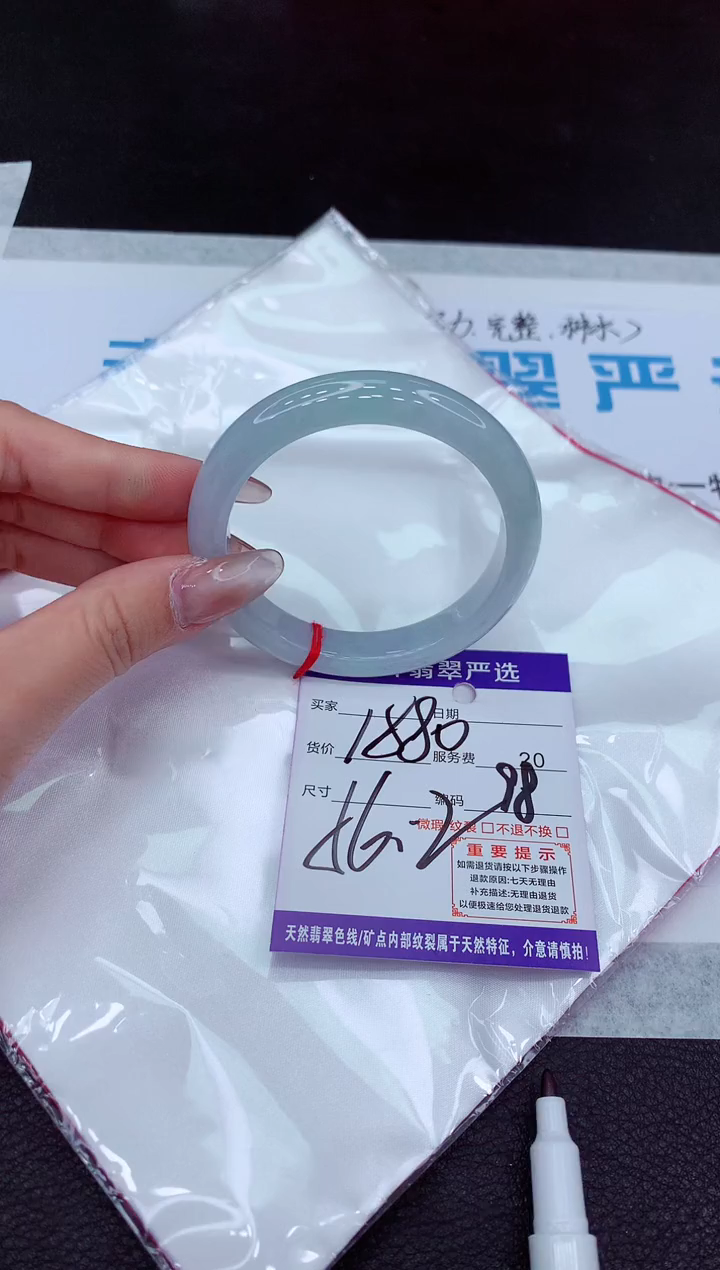 完整、
翠严
翡翠严选
买家 日期
货价 1880 服务费 20
尺寸 56.2 编码 98
微瑕/纹裂 □不退不换 □
重要提示
如需退货请按以下步骤操作
退款原因:七天无理由
补充描述:无理由退货
以便极速给您处理退货退款
天然翡翠色线/矿点内部纹裂属于天然特征，介意请慎拍!